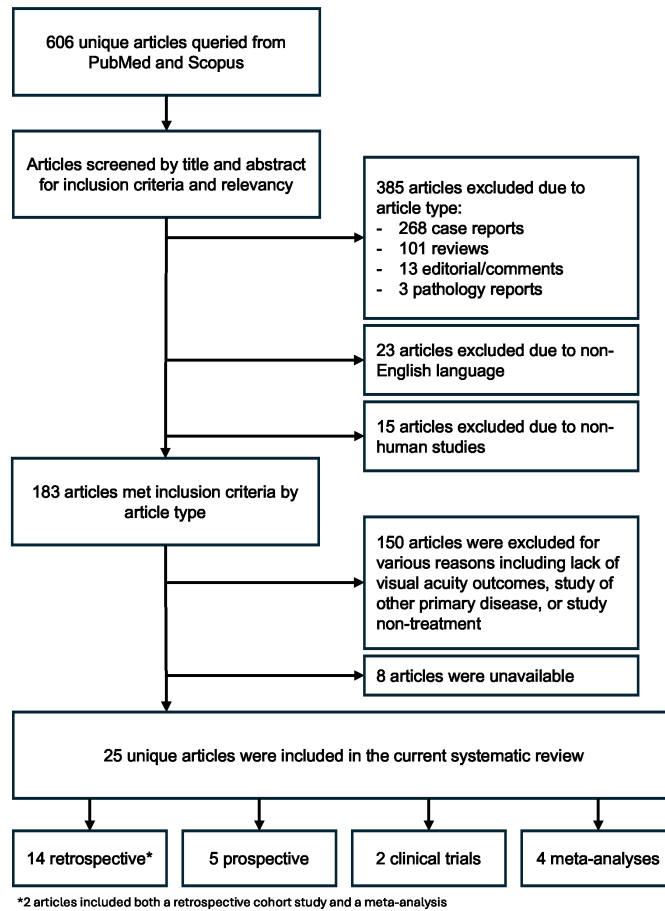 606 unique articles queried from
PubMed and Scopus
Articles screened by title and abstract
for inclusion criteria and relevancy
385 articles excluded due to
article type:
- 268 case reports
- 101 reviews
- 13 editorial/comments
- 3 pathology reports
23 articles excluded due to non-
English language
15 articles excluded due to non-
human studies
183 articles met inclusion criteria by
article type
150 articles were excluded for
various reasons including lack of
visual acuity outcomes, study of
other primary disease, or study
non-treatment
8 articles were unavailable
25 unique articles were included in the current systematic review
14 retrospective*
5 prospective
2 clinical trials
4 meta-analyses
*2 articles included both a retrospective cohort study and a meta-analysis